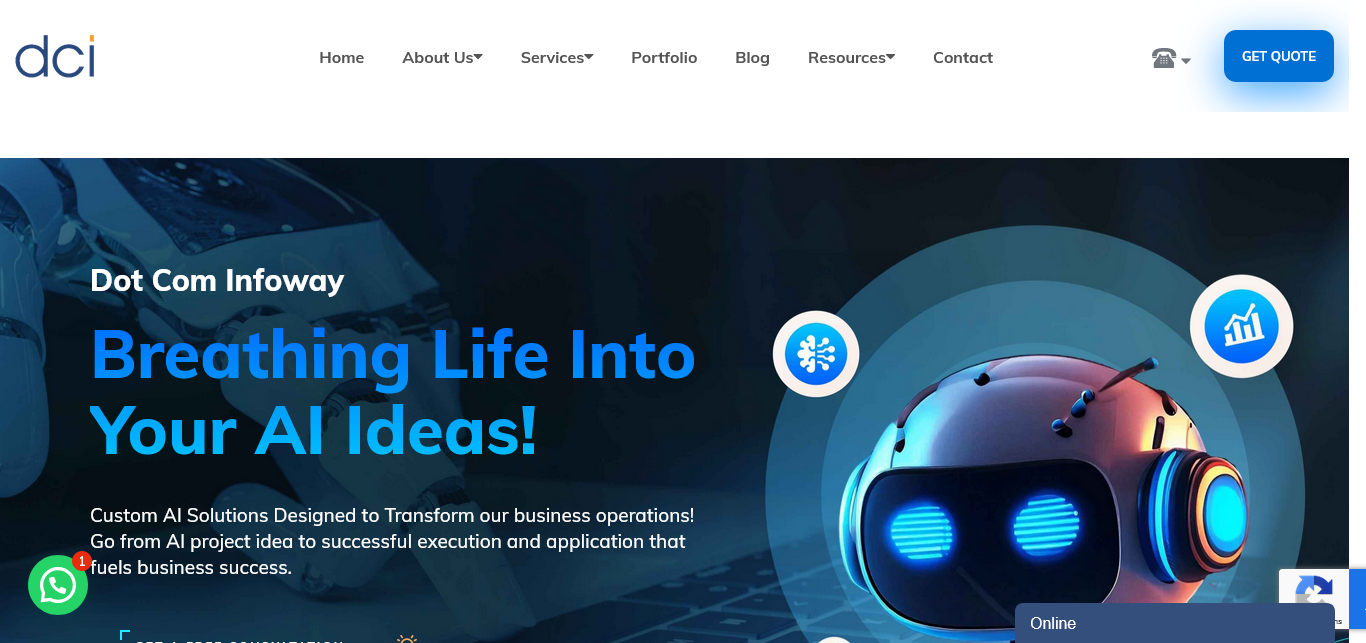 dci
Home
About Us
Services
Portfolio
Blog
Resources
Contact
GET QUOTE
Dot Com Infoway
Breathing Life Into
Your AI Ideas!
Custom AI Solutions Designed to Transform our business operations!
Go from AI project idea to successful execution and application that
fuels business success.
1
Online